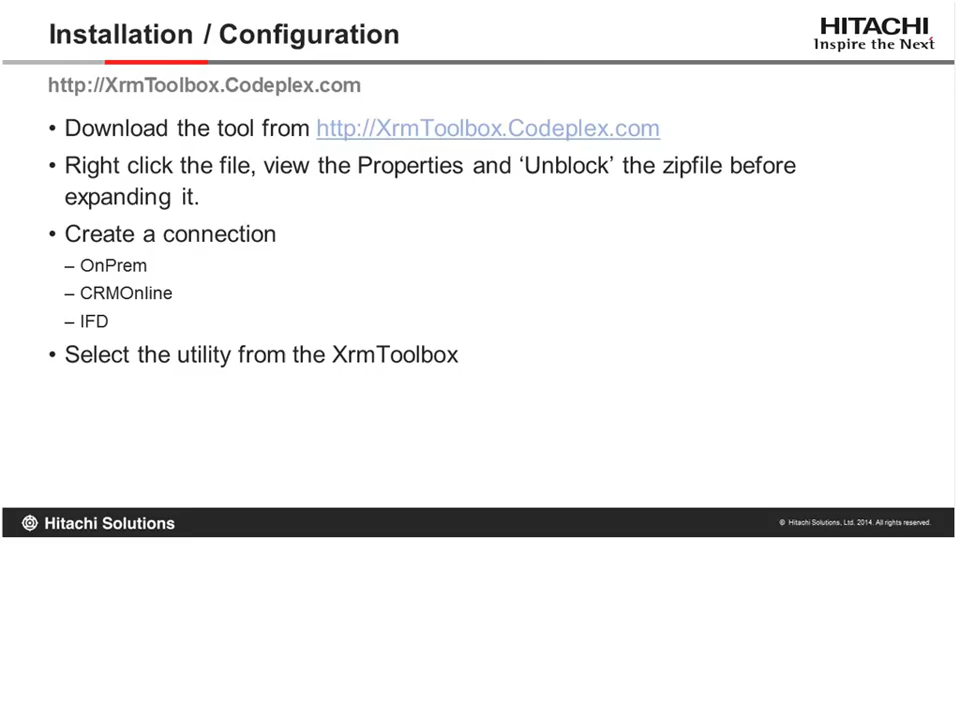 Installation / Configuration
HITACHI
Inspire the Next
http://XrmToolbox.Codeplex.com
• Download the tool from http://XrmToolbox.Codeplex.com
• Right click the file, view the Properties and ‘Unblock’ the zipfile before
expanding it.
• Create a connection
– OnPrem
– CRMOnline
– IFD
• Select the utility from the XrmToolbox
Hitachi Solutions
© Hitachi Solutions, Ltd. 2014. All rights reserved.